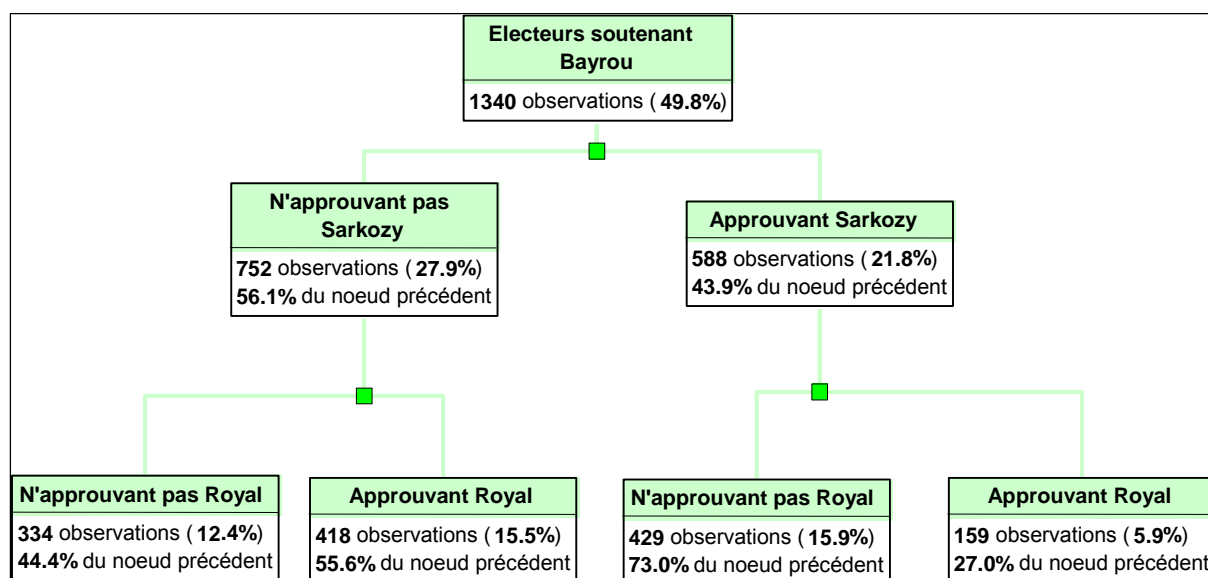 Electeurs soutenant
Bayrou
1340 observations ( 49.8%)
N'approuvant pas
Sarkozy
752 observations ( 27.9%)
56.1% du noeud précédent
Approuvant Sarkozy
588 observations ( 21.8%)
43.9% du noeud précédent
N'approuvant pas Royal
334 observations ( 12.4%)
44.4% du noeud précédent
Approuvant Royal
418 observations ( 15.5%)
55.6% du noeud précédent
N'approuvant pas Royal
429 observations ( 15.9%)
73.0% du noeud précédent
Approuvant Royal
159 observations ( 5.9%)
27.0% du noeud précédent